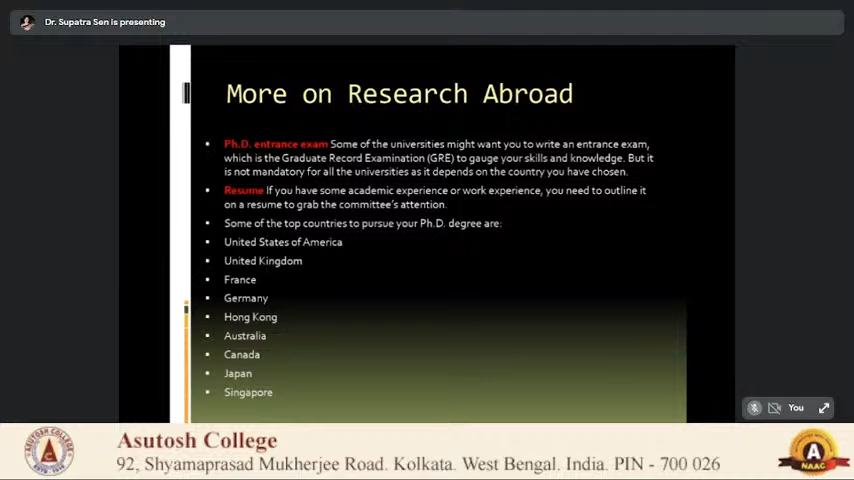 Dr. Supatra Sen is presenting
More on Research Abroad
Ph.D. entrance exam Some of the universities might want you to write an entrance exam,
which is the Graduate Record Examination (GRE) to gauge your skills and knowledge. But it
is not mandatory for all the universities as it depends on the country you have chosen.
Resume If you have some academic experience or work experience, you need to outline it
on a resume to grab the committee's attention.
Some of the top countries to pursue your Ph.D. degree are:
United States of America
United Kingdom
France
Germany
Hong Kong
Australia
Canada
Japan
Singapore
You
Asutosh College
92, Shyamaprasad Mukherjee Road. Kolkata. West Bengal. India. PIN - 700 026
ASUTOSH COLLEGE
A
NAAC